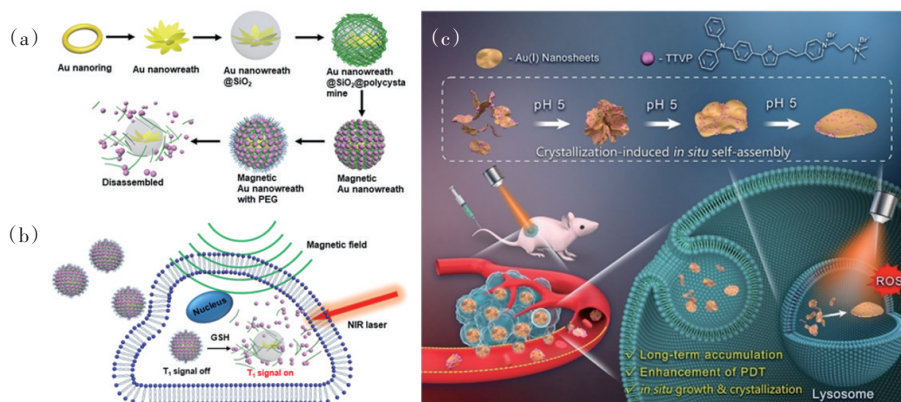 (a)
Au nanoring
Au nanowreath
Au nanowreath
@SiO₂
Au nanowreath
@SiO₂@polycysta
mine
Disassembled
Magnetic
Au nanowreath
with PEG
Magnetic
Au nanowreath
(b)
Magnetic field
Nucleus
NIR laser
GSH
T₁ signal off
T₁ signal on
(c)
- Au(I) Nanosheets
- TTVP
Br
Br
N
S
N
N
pH 5
pH 5
pH 5
Crystallization-induced in situ self-assembly
ROS
✓ Long-term accumulation
✓ Enhancement of PDT
✓ in situ growth & crystallization
Lysosome